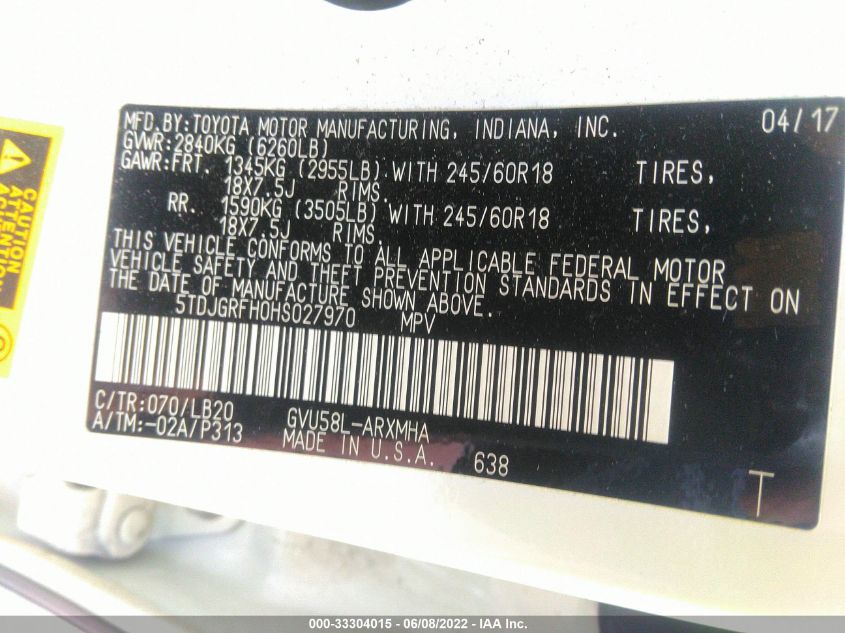 MFD.BY:TOYOTA MOTOR MANUFACTURING, INDIANA, INC. 04/17
GVWR:2840KG (6260LB)
GAWR:FRT. 1345KG (2955LB) WITH 245/60R18 TIRES,
18X7.5J RIMS.
RR. 1590KG (3505LB) WITH 245/60R18 TIRES,
18X7.5J RIMS.
THIS VEHICLE CONFORMS TO ALL APPLICABLE FEDERAL MOTOR
VEHICLE SAFETY AND THEFT PREVENTION STANDARDS IN EFFECT ON
THE DATE OF MANUFACTURE SHOWN ABOVE.
5TDJGRFH0HS027970 MPV
C/TR:070/LB20 GVU58L-ARXMHA
A/TM:-02A/P313 MADE IN U.S.A. 638
T
CAUTION
ATTENTION
000-33304015 - 06/08/2022 - IAA Inc.